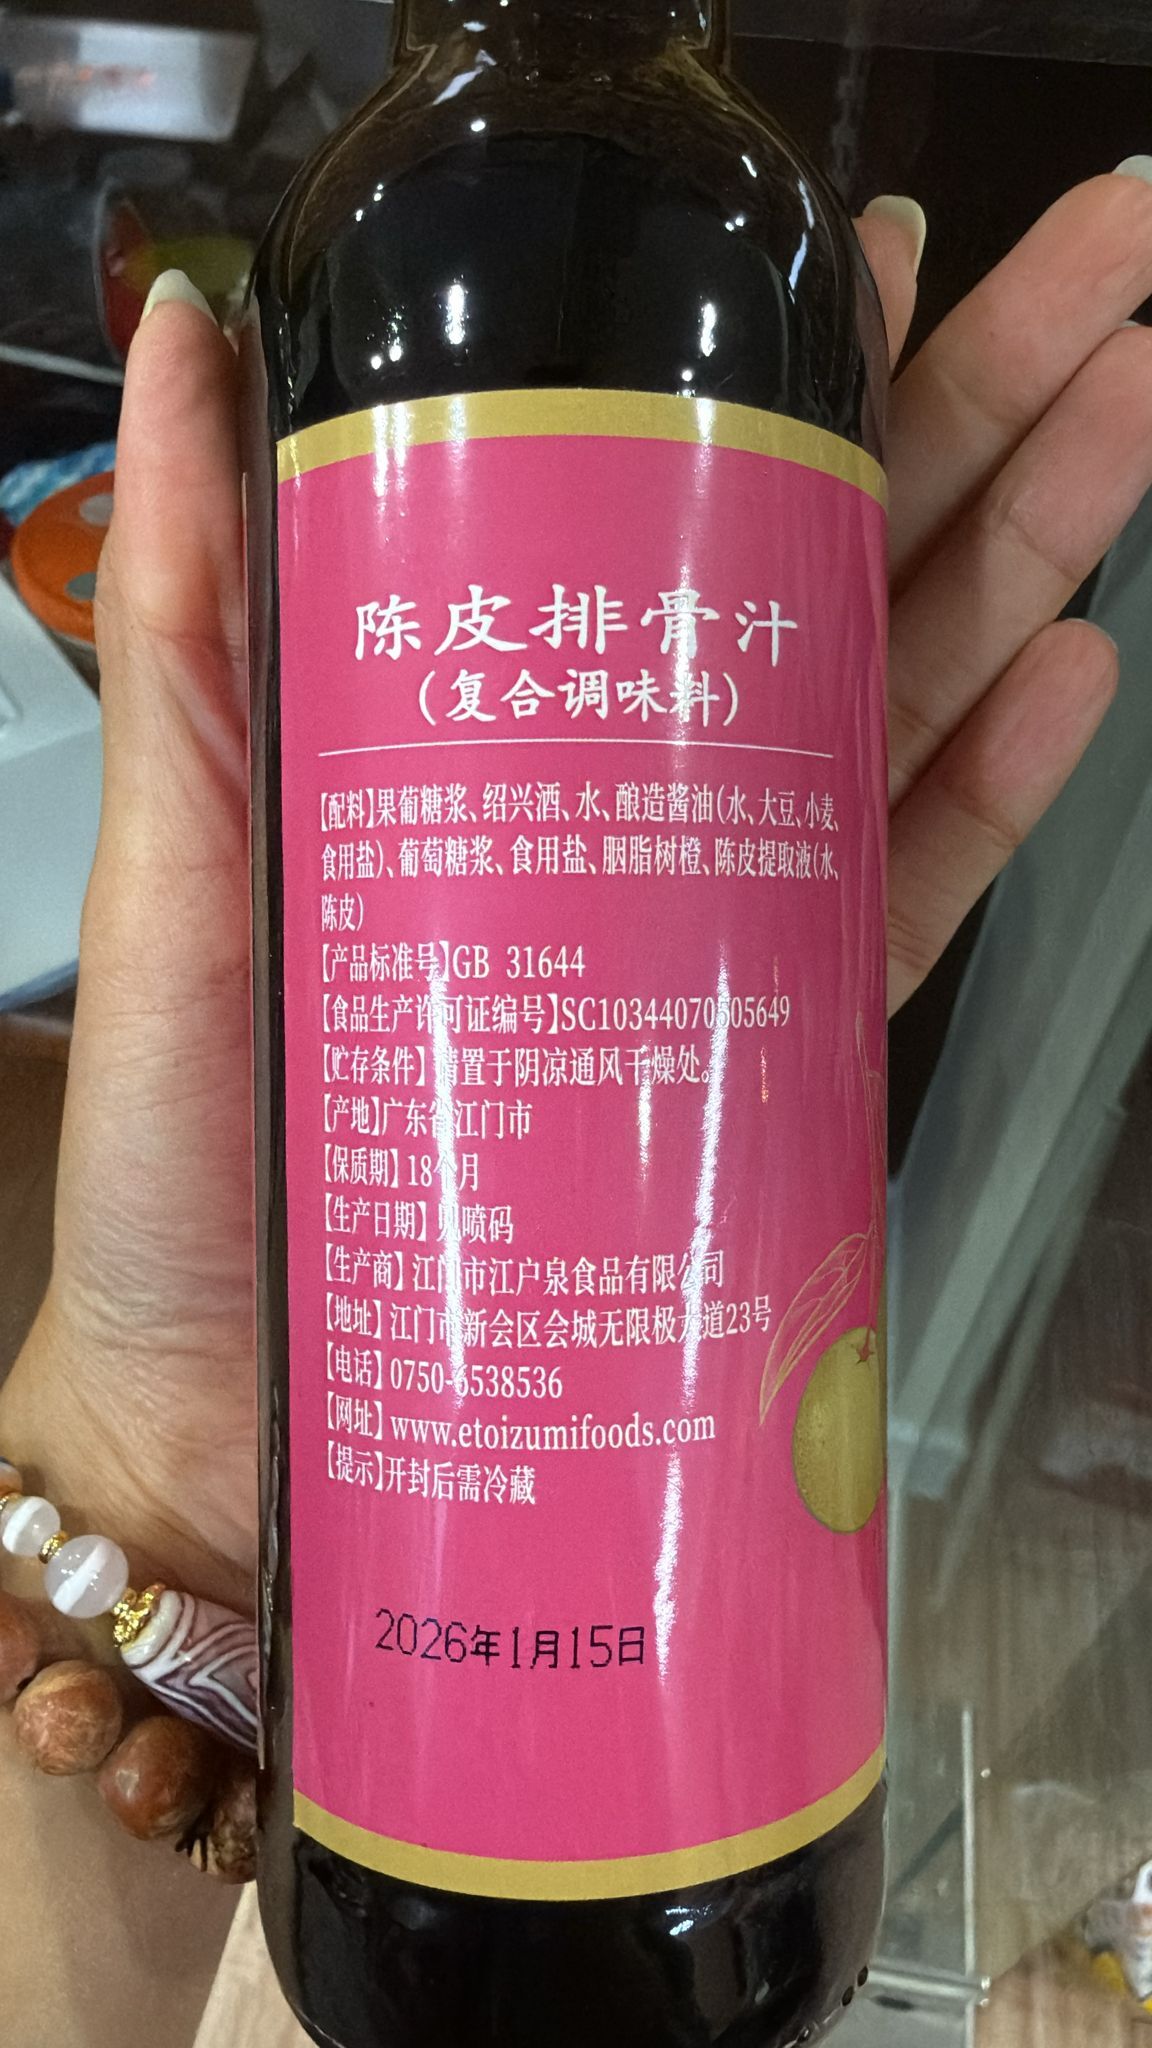 陈皮排骨汁
(复合调味料)
【配料】果葡糖浆、绍兴酒、水、酿造酱油(水、大豆、小麦、
食用盐)、葡萄糖浆、食用盐、胭脂树橙、陈皮提取液(水、
陈皮)
【产品标准号】GB 31644
【食品生产许可证编号】SC10344070505649
【贮存条件】请置于阴凉通风干燥处。
【产地】广东省江门市
【保质期】18个月
【生产日期】见喷码
【生产商】江门市江户泉食品有限公司
【地址】江门市新会区会城无限极大道23号
【电话】0750-6538536
【网址】www.etoizumifoods.com
【提示】开封后需冷藏
2026年1月15日